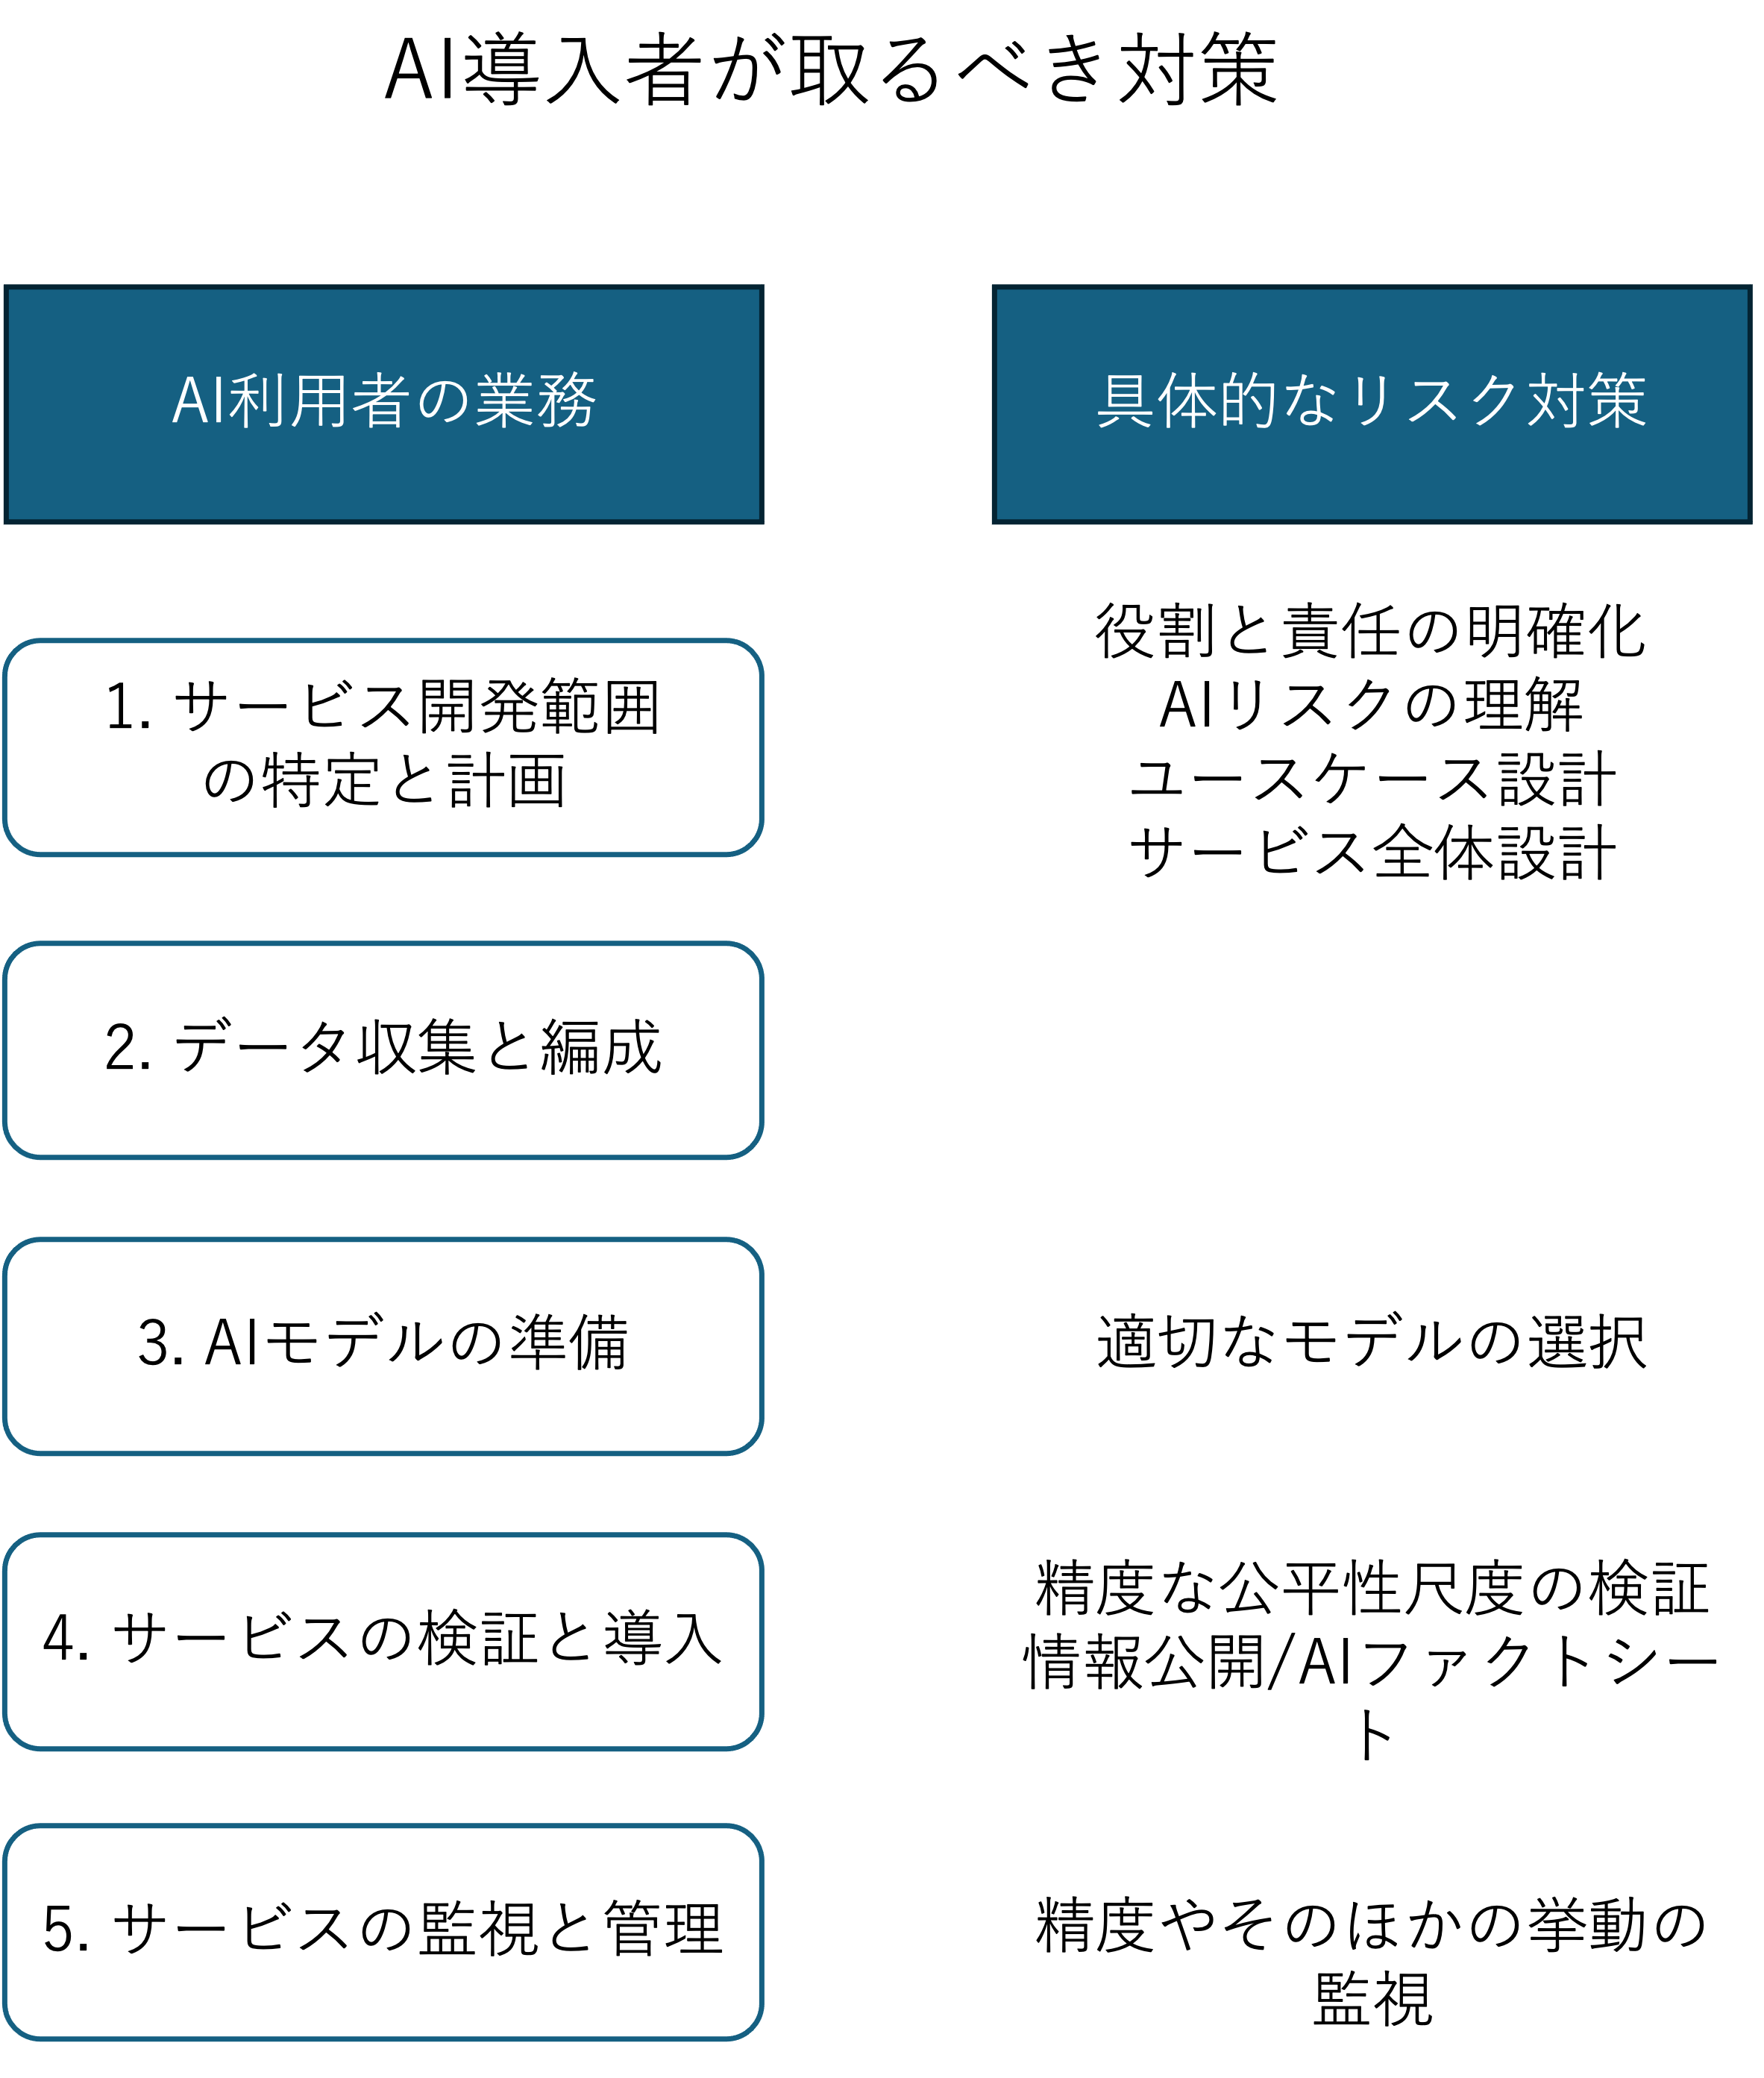 AI導入者が取るべき対策
AI利用者の業務
具体的なリスク対策
1. サービス開発範囲
の特定と計画
役割と責任の明確化
AIリスクの理解
ユースケース設計
サービス全体設計
2. データ収集と編成
3. AIモデルの準備
適切なモデルの選択
4. サービスの検証と導入
精度な公平性尺度の検証
情報公開/AIファクトシー
ト
5. サービスの監視と管理
精度やそのほかの挙動の
監視